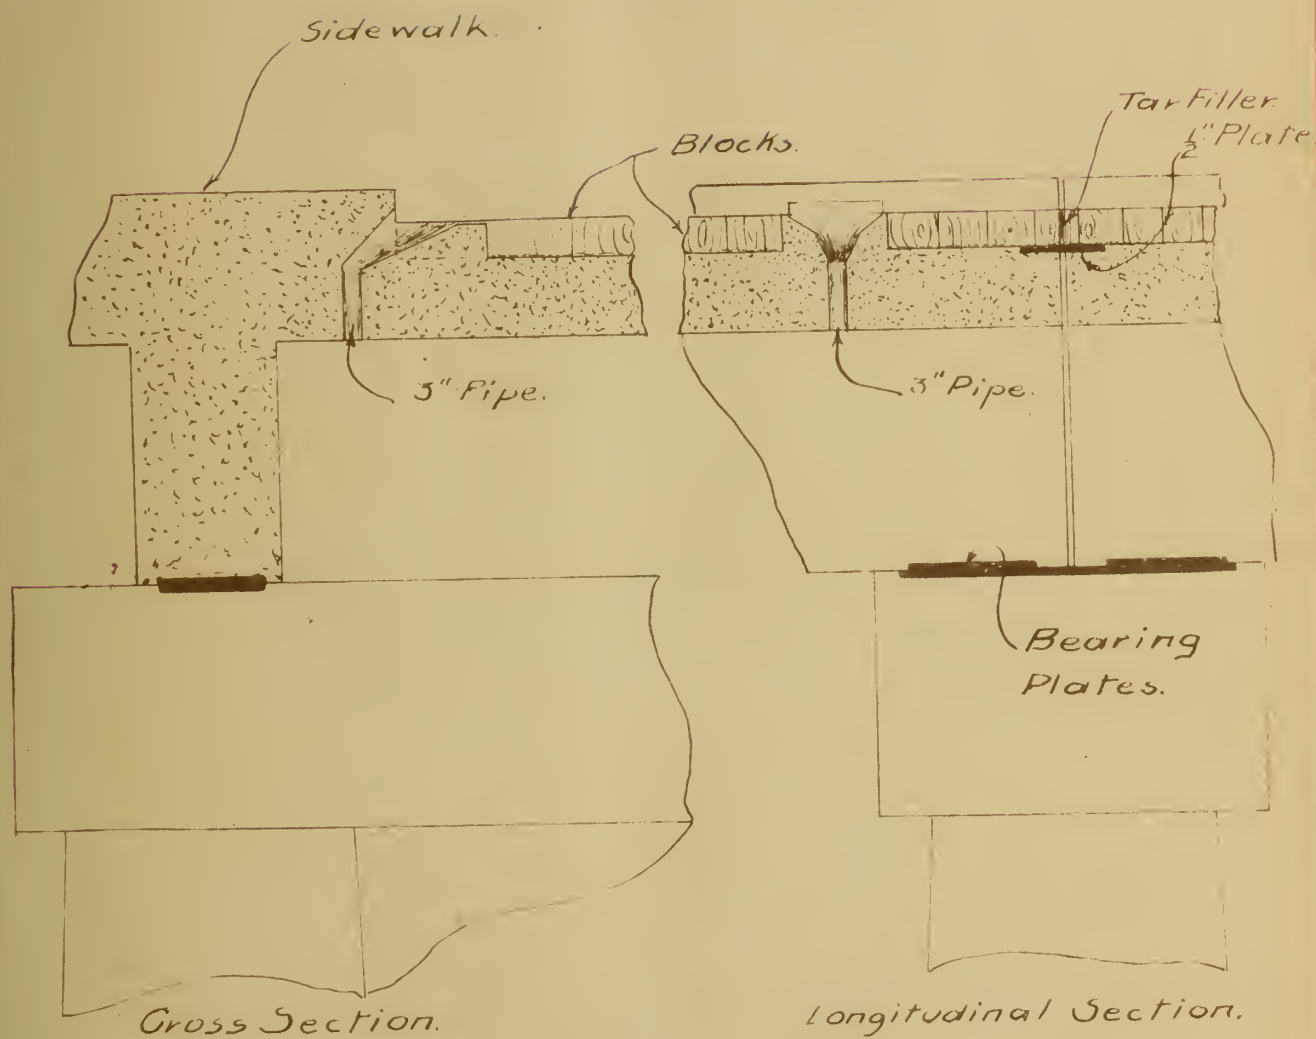 Sidewalk.
Blocks.
Tar Filler.
1/2" Plate
3" Pipe.
3" Pipe.
Bearing
Plates.
Cross Section.
Longitudinal Section.